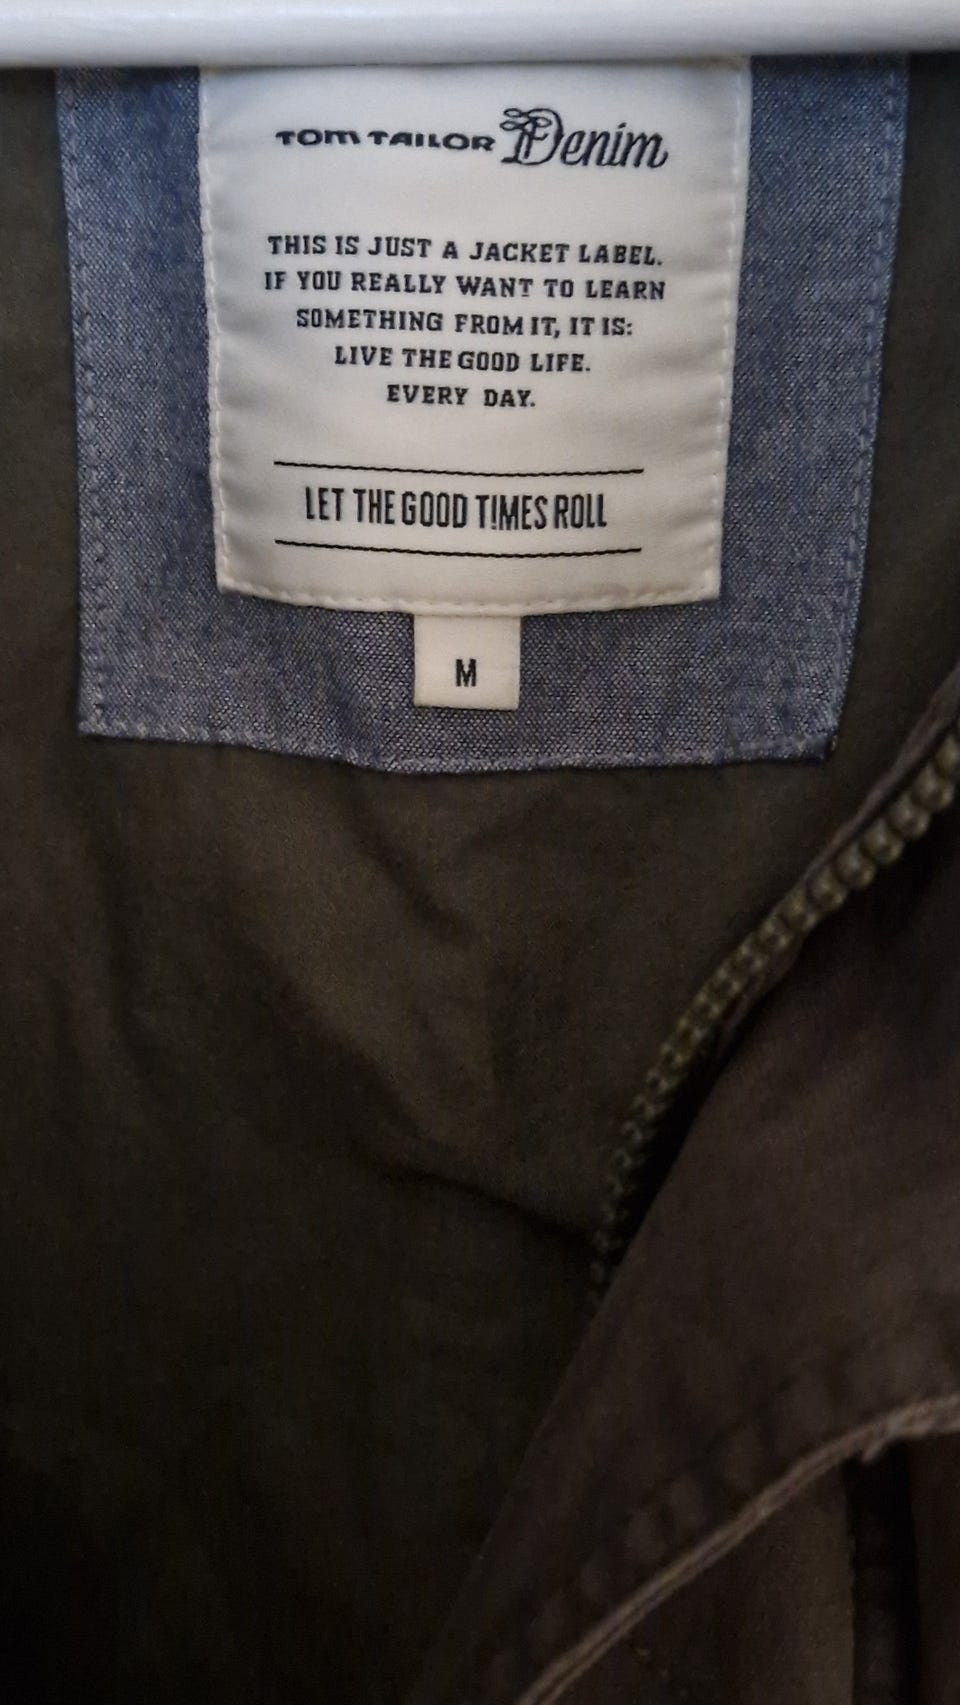 TOM TAILOR Denim
THIS IS JUST A JACKET LABEL.
IF YOU REALLY WANT TO LEARN
SOMETHING FROM IT, IT IS:
LIVE THE GOOD LIFE.
EVERY DAY.
LET THE GOOD T!MES ROLL
M